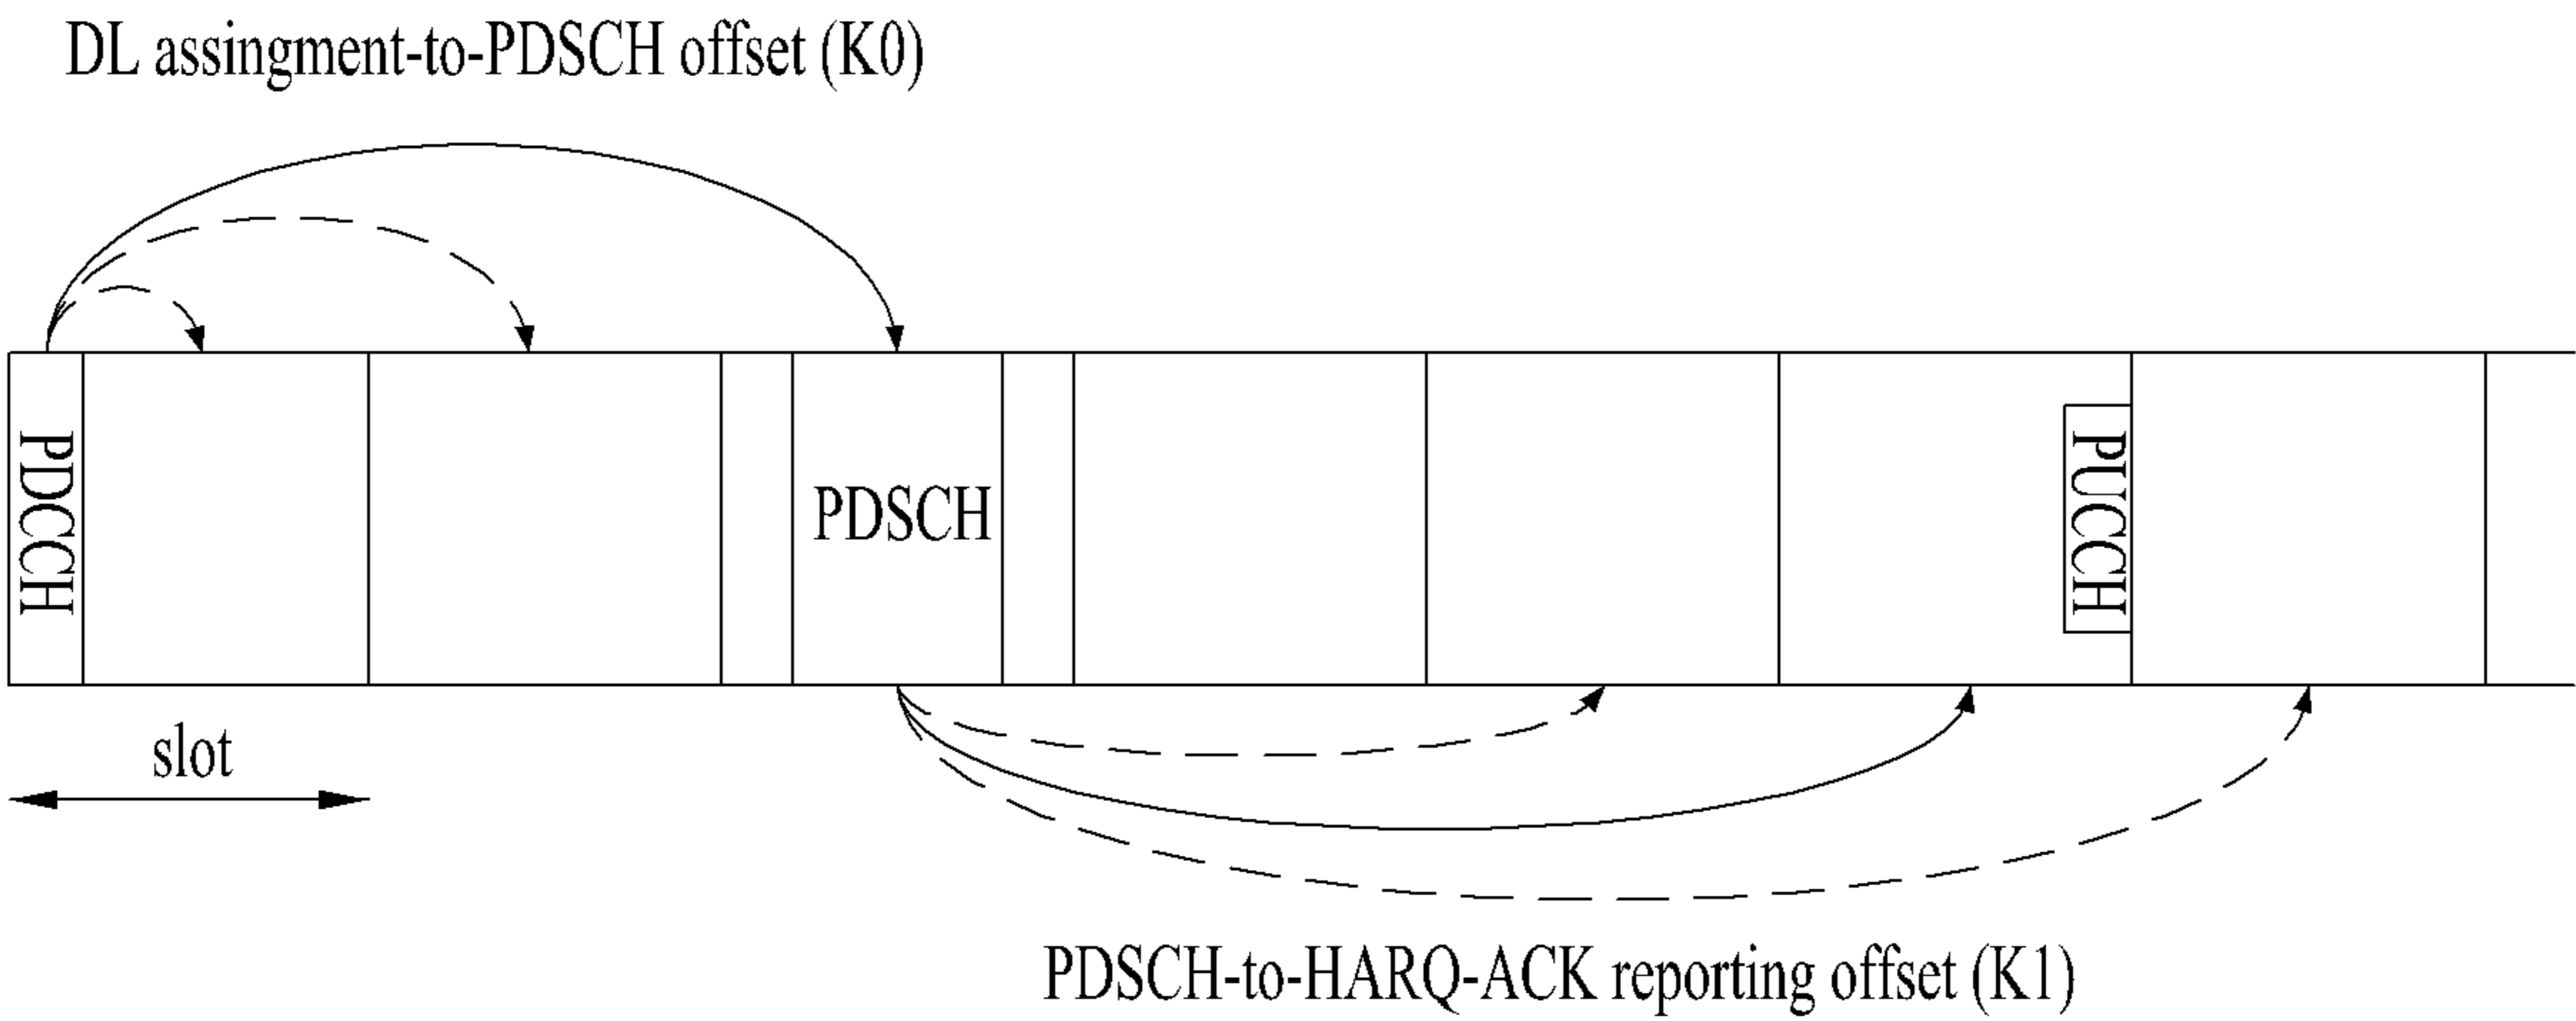 DL assingment-to-PDSCH offset (K0)
PDCCH
PDSCH
PUCCH
slot
PDSCH-to-HARQ-ACK reporting offset (K1)